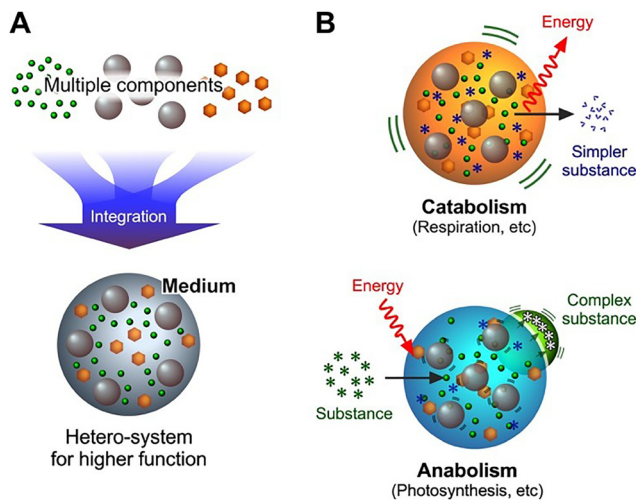 A
Multiple components
Integration
Medium
Hetero-system
for higher function
B
Energy
Simpler
substance
Catabolism
(Respiration, etc)
Energy
Complex
substance
Substance
Anabolism
(Photosynthesis, etc)